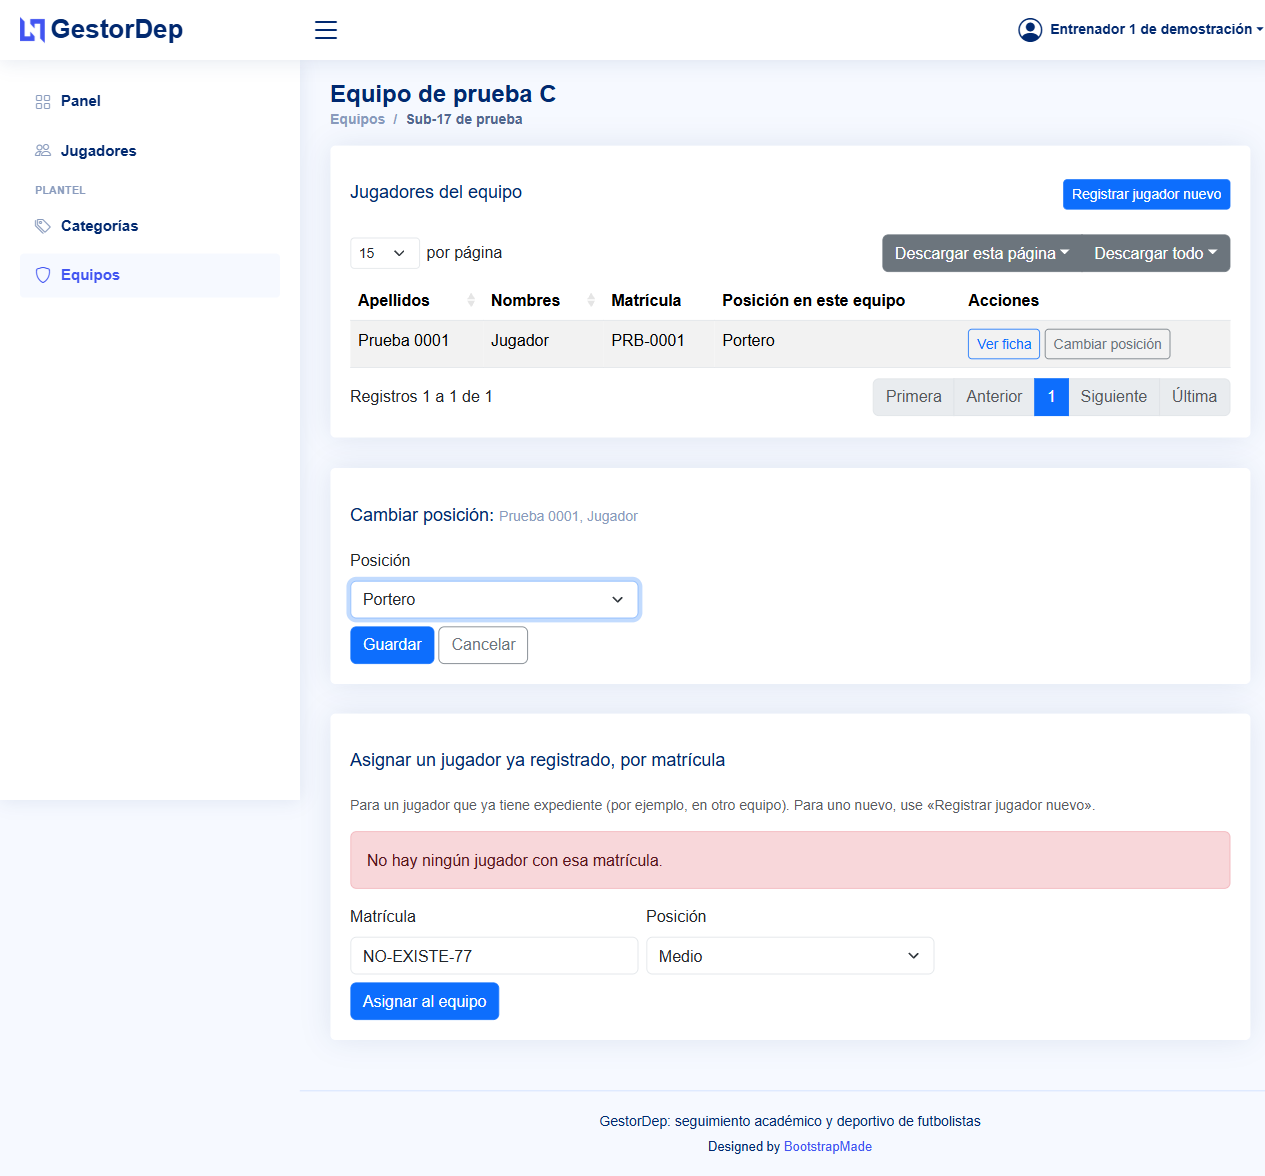 GestorDep
Entrenador 1 de demostración
Panel
Jugadores
PLANTEL
Categorías
Equipos
Equipo de prueba C
Equipos / Sub-17 de prueba
Jugadores del equipo
Registrar jugador nuevo
15 por página
Descargar esta página Descargar todo
Apellidos Nombres Matrícula Posición en este equipo Acciones
Prueba 0001 Jugador PRB-0001 Portero Ver ficha Cambiar posición
Registros 1 a 1 de 1
Primera Anterior 1 Siguiente Última
Cambiar posición: Prueba 0001, Jugador
Posición
Portero
Guardar Cancelar
Asignar un jugador ya registrado, por matrícula
Para un jugador que ya tiene expediente (por ejemplo, en otro equipo). Para uno nuevo, use «Registrar jugador nuevo».
No hay ningún jugador con esa matrícula.
Matrícula Posición
NO-EXISTE-77 Medio
Asignar al equipo
GestorDep: seguimiento académico y deportivo de futbolistas
Designed by BootstrapMade